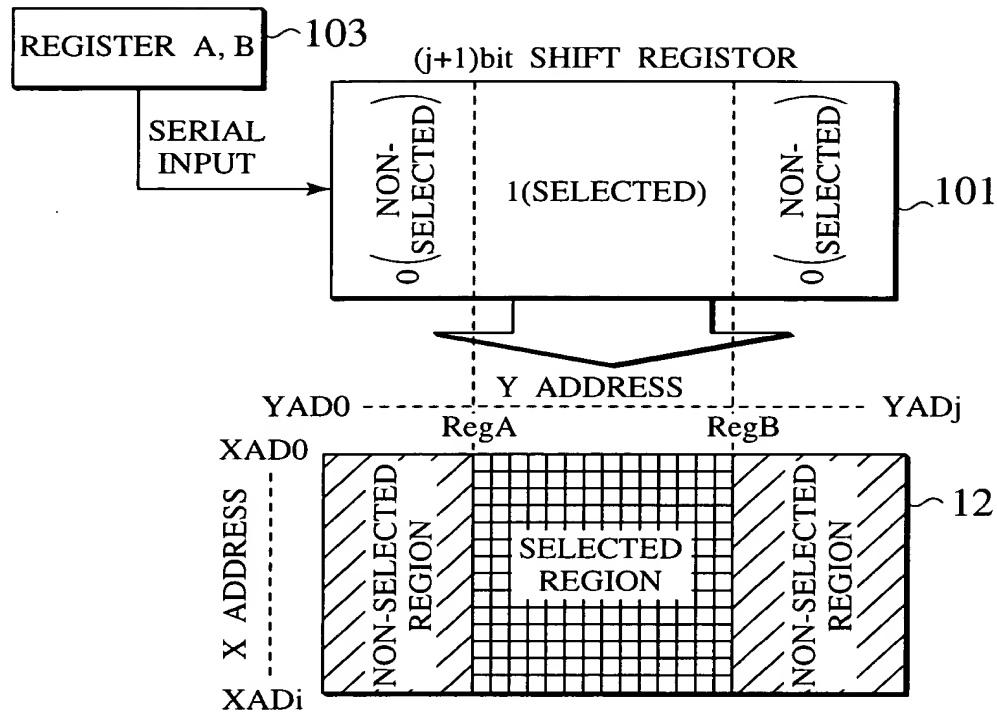 REGISTER A, B
103
(j+1)bit SHIFT REGISTOR
SERIAL
INPUT
0(NON-
SELECTED)
1(SELECTED)
0(NON-
SELECTED)
101
Y ADDRESS
YAD0
YADj
RegA
RegB
XAD0
X ADDRESS
XADi
NON-SELECTED
REGION
SELECTED
REGION
NON-SELECTED
REGION
12